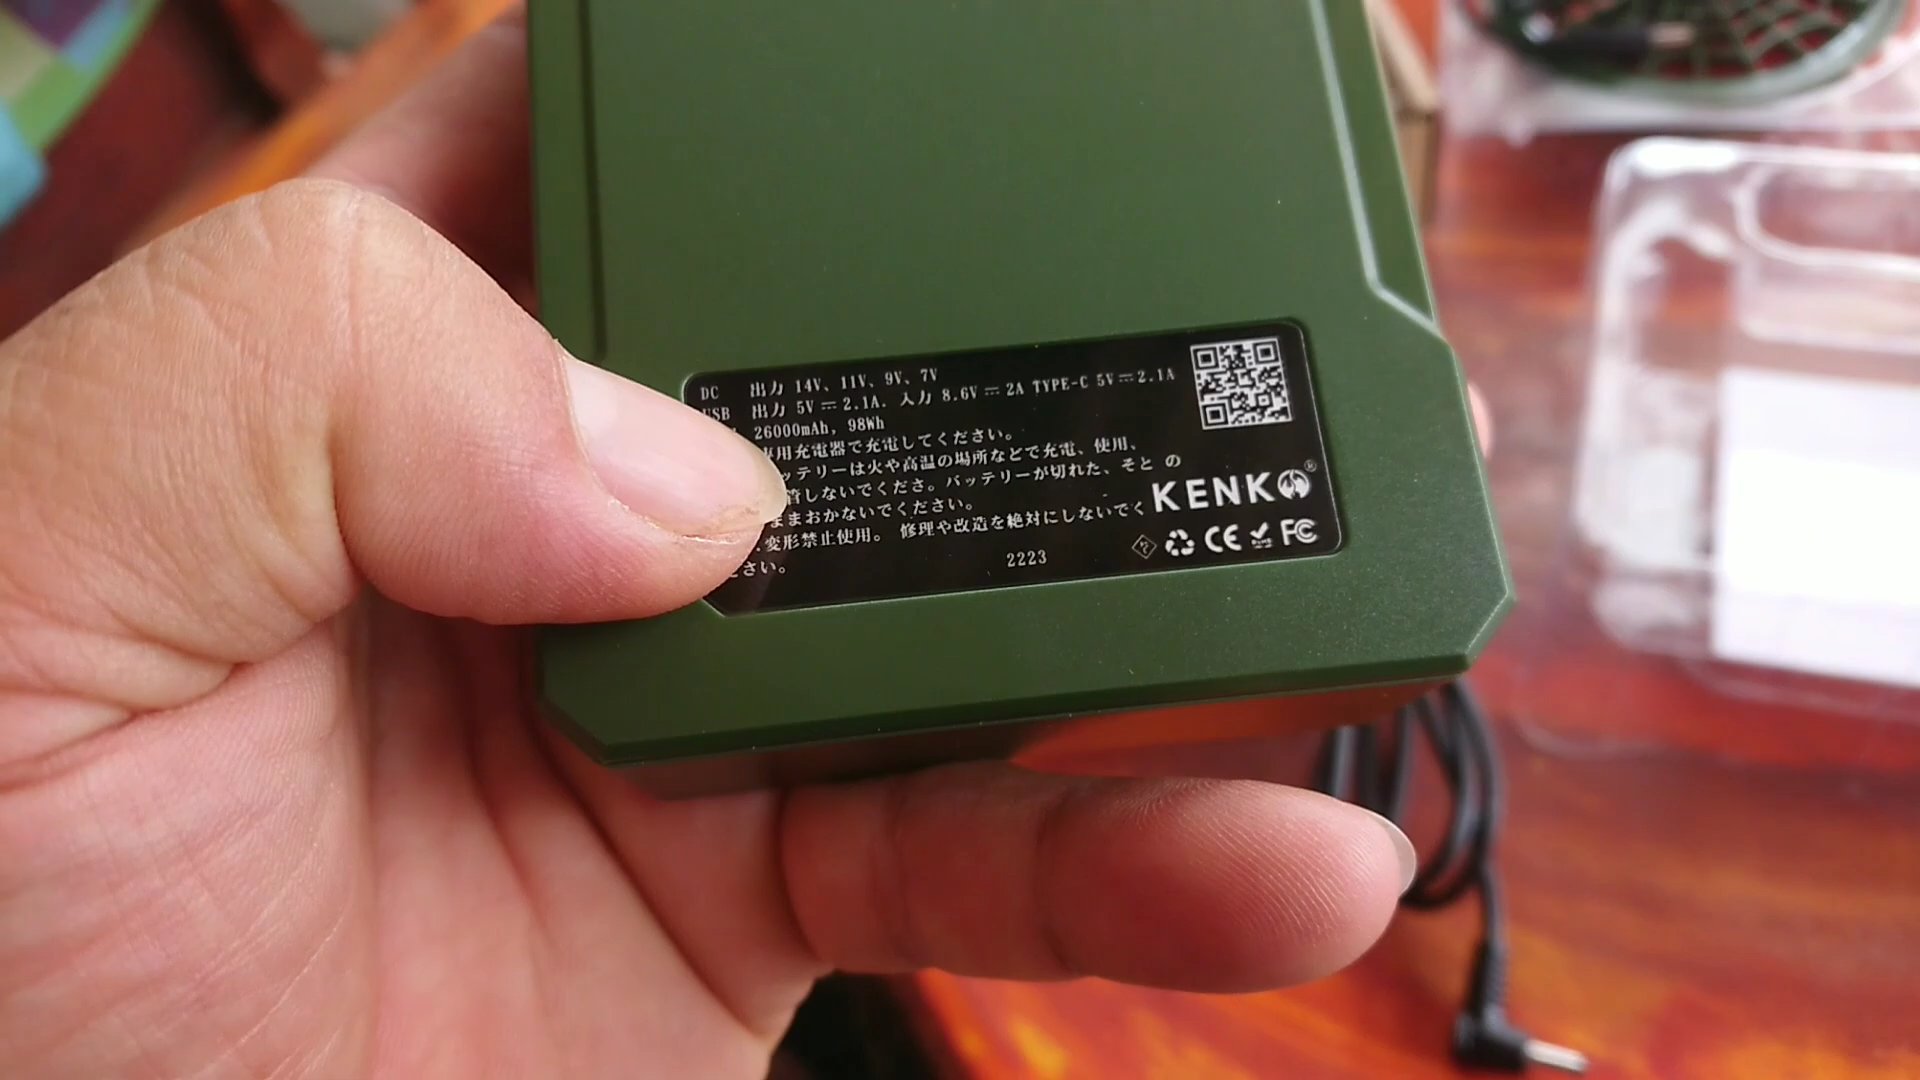 DC 出力 14V、11V、9V、7V
USB 出力 5V⎓2.1A. 入力 8.6V⎓2A TYPE-C 5V⎓2.1A
26000mAh, 98Wh
専用充電器で充電してください。
ッテリーは火や高温の場所などで充電、使用、
管しないでくださ。バッテリーが切れた、そと の
ままおかないでください。
変形禁止使用。 修理や改造を絶対にしないでく
ださい。
2223
KENKO®
CE FC